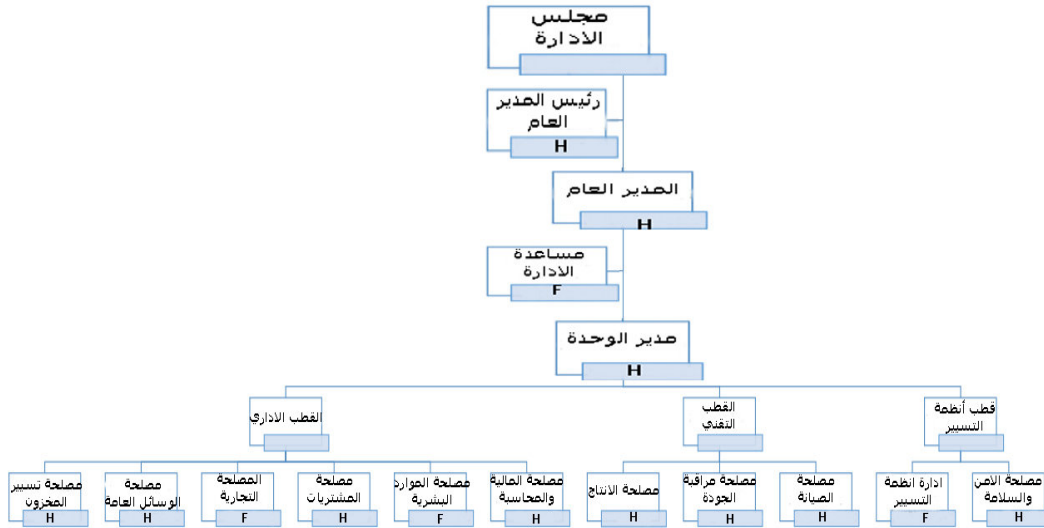 مجلس
الادارة
رئيس المدير
العام
H
المدير العام
H
مساعدة
الادارة
F
مدير الوحدة
H
قطب أنظمة
التسيير
القطب
التقني
القطب الاداري
مصلحة الامن
والسلامة
H
ادارة انظمة
التسيير
F
مصلحة
الصيانة
H
مصلحة مراقبة
الجودة
H
مصلحة الانتاج
H
مصلحة المالية
والمحاسبة
H
مصلحة الموارد
البشرية
F
مصلحة
المشتريات
H
المصلحة
التجارية
F
مصلحة
الوسائل العامة
H
مصلحة تسيير
المخزون
H